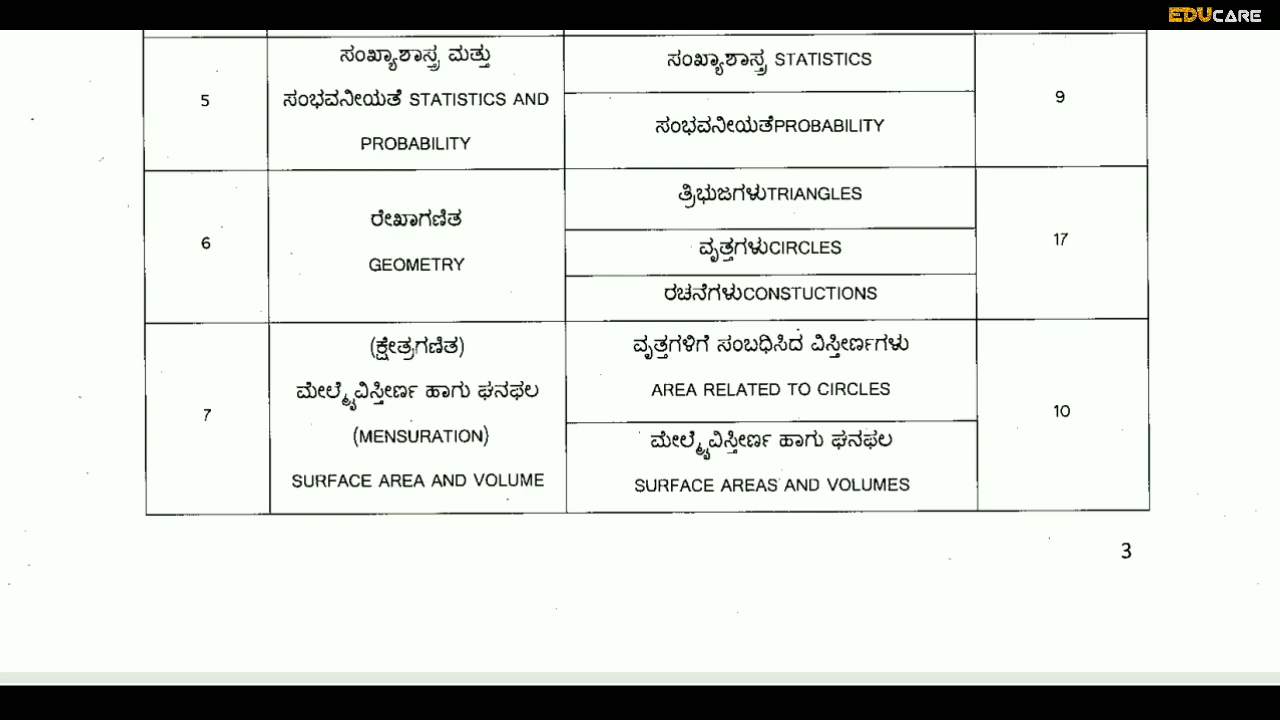 EDUCARE
5
ಸಂಖ್ಯಾಶಾಸ್ತ್ರ ಮತ್ತು
ಸಂಭವನೀಯತೆ STATISTICS AND
PROBABILITY
ಸಂಖ್ಯಾಶಾಸ್ತ್ರ STATISTICS
ಸಂಭವನೀಯತೆPROBABILITY
9
6
ರೇಖಾಗಣಿತ
GEOMETRY
ತ್ರಿಭುಜಗಳುTRIANGLES
ವೃತ್ತಗಳುCIRCLES
ರಚನೆಗಳುCONSTUCTIONS
17
7
(ಕ್ಷೇತ್ರಗಣಿತ)
ಮೇಲ್ಮೈವಿಸ್ತೀರ್ಣ ಹಾಗು ಘನಫಲ
(MENSURATION)
SURFACE AREA AND VOLUME
ವೃತ್ತಗಳಿಗೆ ಸಂಬಧಿಸಿದ ವಿಸ್ತೀರ್ಣಗಳು
AREA RELATED TO CIRCLES
ಮೇಲ್ಮೈವಿಸ್ತೀರ್ಣ ಹಾಗು ಘನಫಲ
SURFACE AREAS AND VOLUMES
10
3